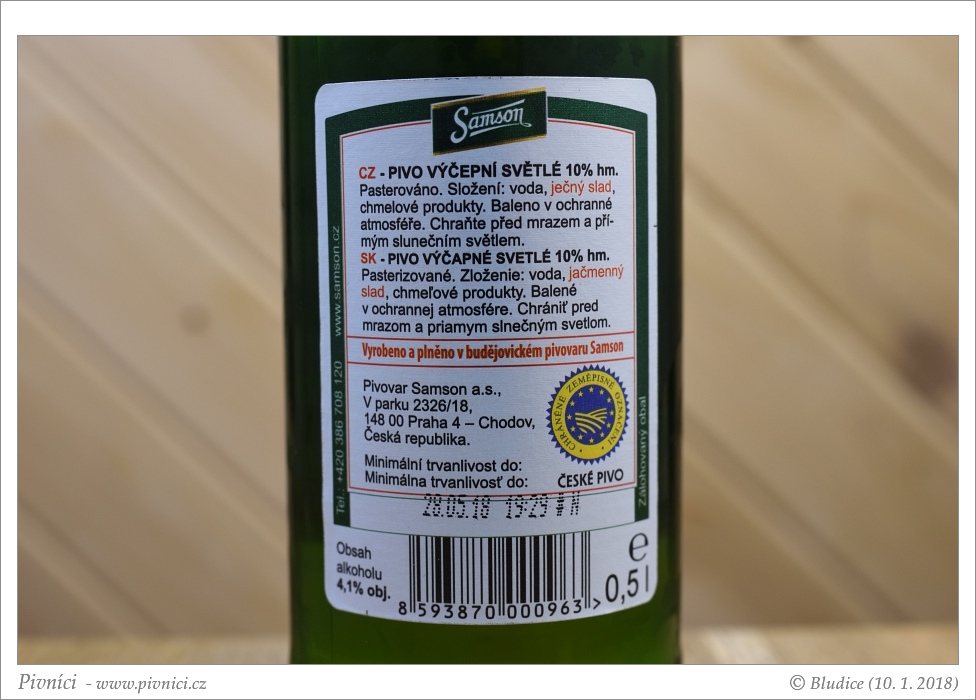 Samson
CZ - PIVO VÝČEPNÍ SVĚTLÉ 10% hm.
Pasterováno. Složení: voda, ječný slad,
chmelové produkty. Baleno v ochranné
atmosféře. Chraňte před mrazem a pří-
mým slunečním světlem.
SK - PIVO VÝČAPNÉ SVETLÉ 10% hm.
Pasterizované. Zloženie: voda, jačmenný
slad, chmeľové produkty. Balené
v ochrannej atmosfére. Chrániť pred
mrazom a priamym slnečným svetlom.
Vyrobeno a plněno v budějovickém pivovaru Samson
Pivovar Samson a.s.,
V parku 2326/18,
148 00 Praha 4 – Chodov,
Česká republika.
CHRÁNĚNÉ ZEMĚPISNÉ OZNAČENÍ
ČESKÉ PIVO
Minimální trvanlivost do:
Minimálna trvanlivosť do:
28.05.18 19:29 # N
Tel.: +420 386 708 120 www.samson.cz
Zálohovaný obal
Obsah
alkoholu
4,1% obj.
8 593870 000963 >
e
0,5 l
Pivníci - www.pivnici.cz
© Bludice (10. 1. 2018)